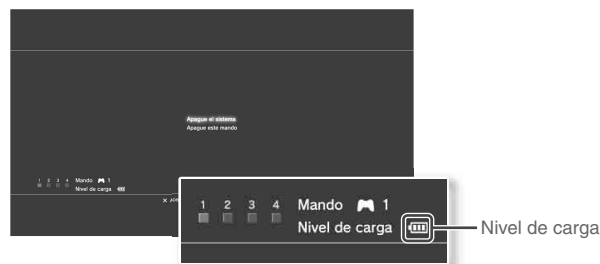 Apague el sistema
Apague este mando
1 2 3 4 Mando 1
Nivel de carga
1 2 3 4 Mando 1
Nivel de carga
Nivel de carga